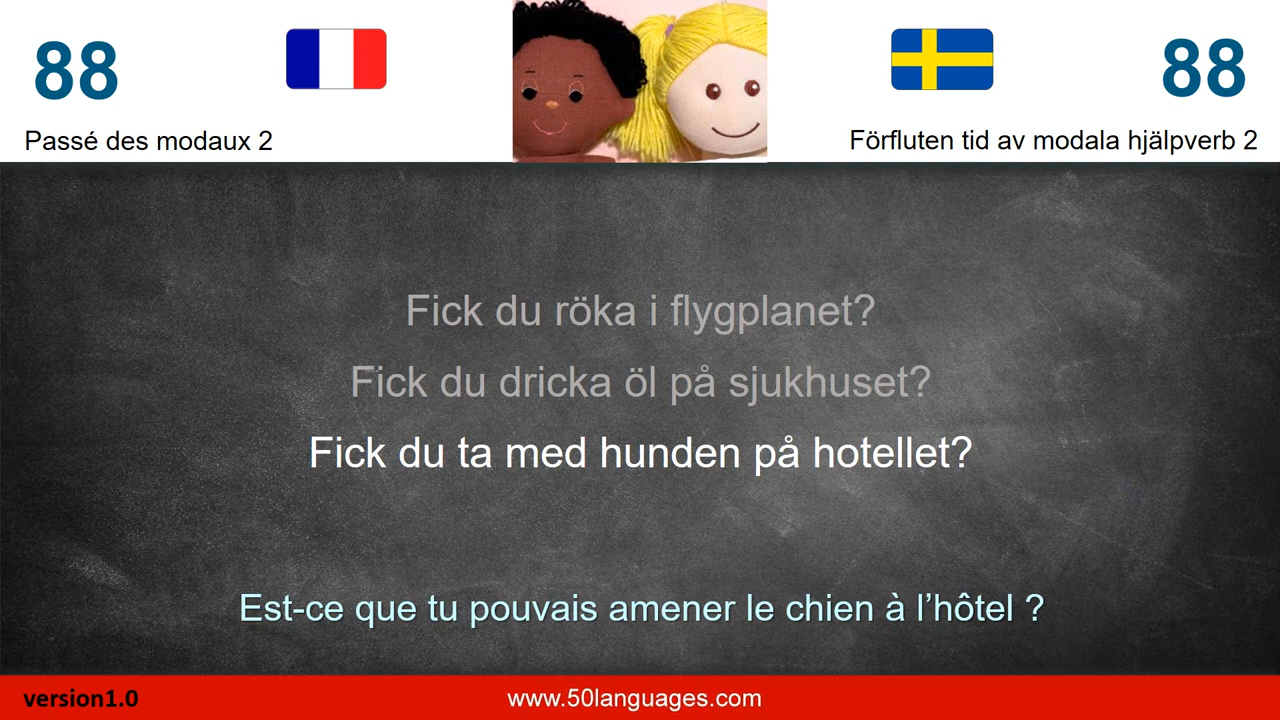 88
88
Passé des modaux 2
Förfluten tid av modala hjälpverb 2
Fick du röka i flygplanet?
Fick du dricka öl på sjukhuset?
Fick du ta med hunden på hotellet?
Est-ce que tu pouvais amener le chien à l’hôtel ?
version1.0
www.50languages.com